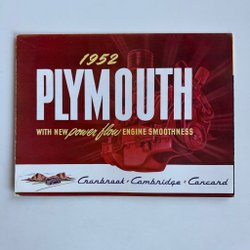 1952
PLYMOUTH
WITH NEW power flow ENGINE SMOOTHNESS
Cranbrook • Cambridge • Concord